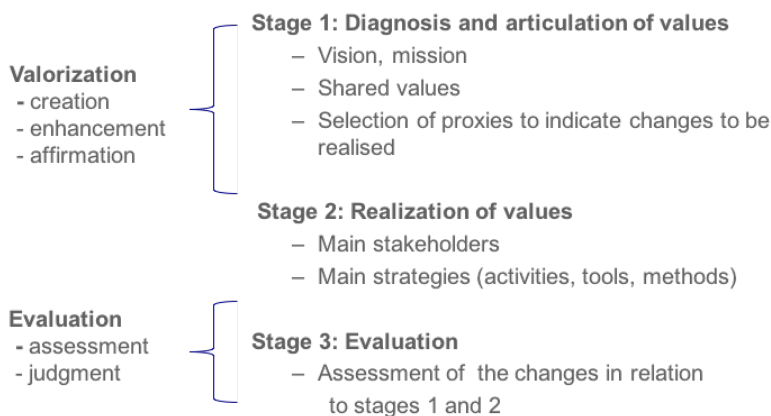 Valorization
- creation
- enhancement
- affirmation
Stage 1: Diagnosis and articulation of values
– Vision, mission
– Shared values
– Selection of proxies to indicate changes to be
realised
Stage 2: Realization of values
– Main stakeholders
– Main strategies (activities, tools, methods)
Evaluation
- assessment
- judgment
Stage 3: Evaluation
– Assessment of the changes in relation
to stages 1 and 2